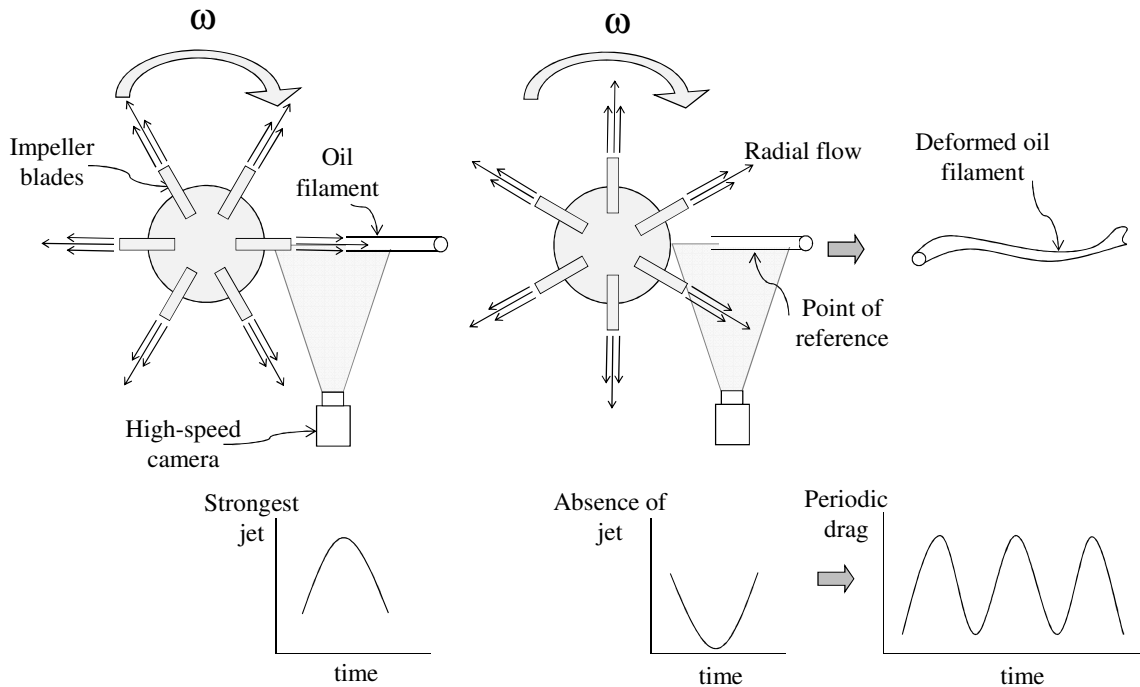 ω
ω
Impeller
blades
Oil
filament
Radial flow
Deformed oil
filament
Point of
reference
High-speed
camera
Strongest
jet
time
Absence of
jet
time
Periodic
drag
time